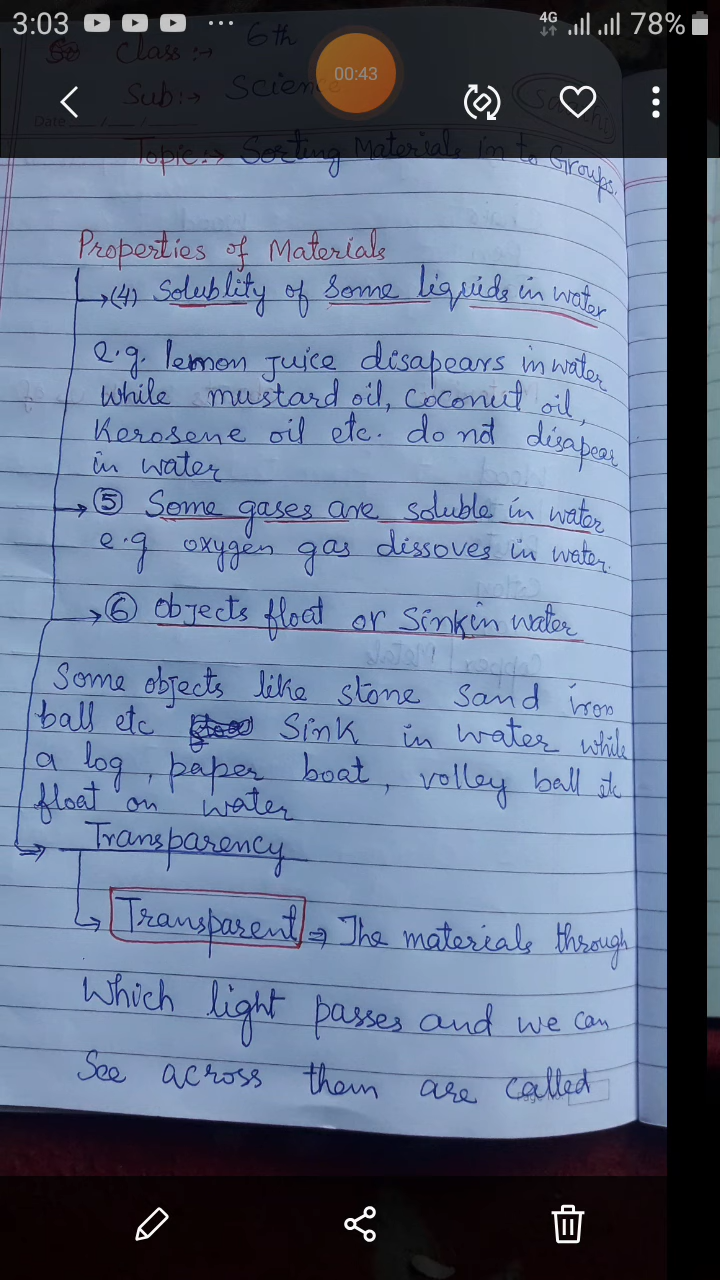 3:03 ... 4G 78%
Class :→ 6th
00:43
Sub :→ Science
Date
Topic :→ Sorting Materials in to Groups.
Properties of Materials
→(4) Solublity of Some liquids in water
e.g. lemon juice disapears in water
while mustard oil, coconut oil,
Kerosene oil etc. do not disapear
in water
→ ⑤ Some gases are soluble in water
e.g oxygen gas dissoves in water.
→ ⑥ Objects float or Sink in water
Some objects like stone sand iron
ball etc Sink in water while
a log, paper boat, volley ball etc
float on water
Transparency
Transparent ⇒ The materials through
Which light passes and we can
See across them are called